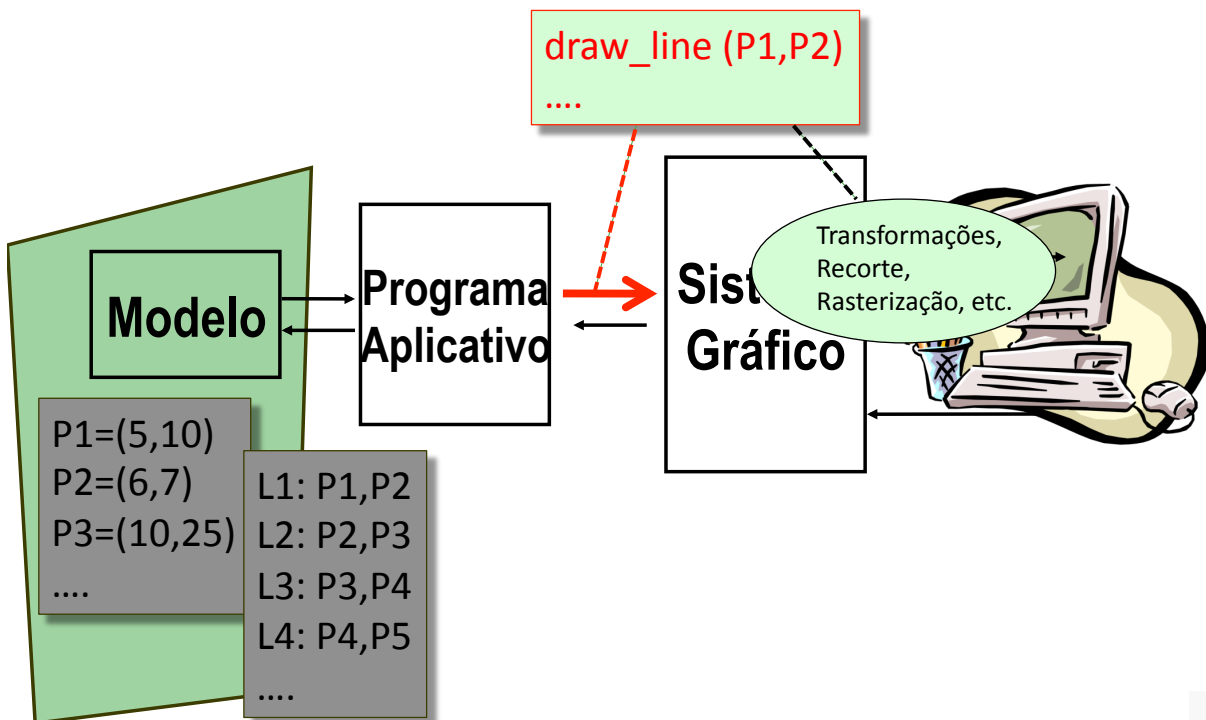 draw_line (P1,P2)
....
Modelo
Programa
Aplicativo
Sist
Gráfico
Transformações,
Recorte,
Rasterização, etc.
P1=(5,10)
P2=(6,7)
P3=(10,25)
....
L1: P1,P2
L2: P2,P3
L3: P3,P4
L4: P4,P5
....